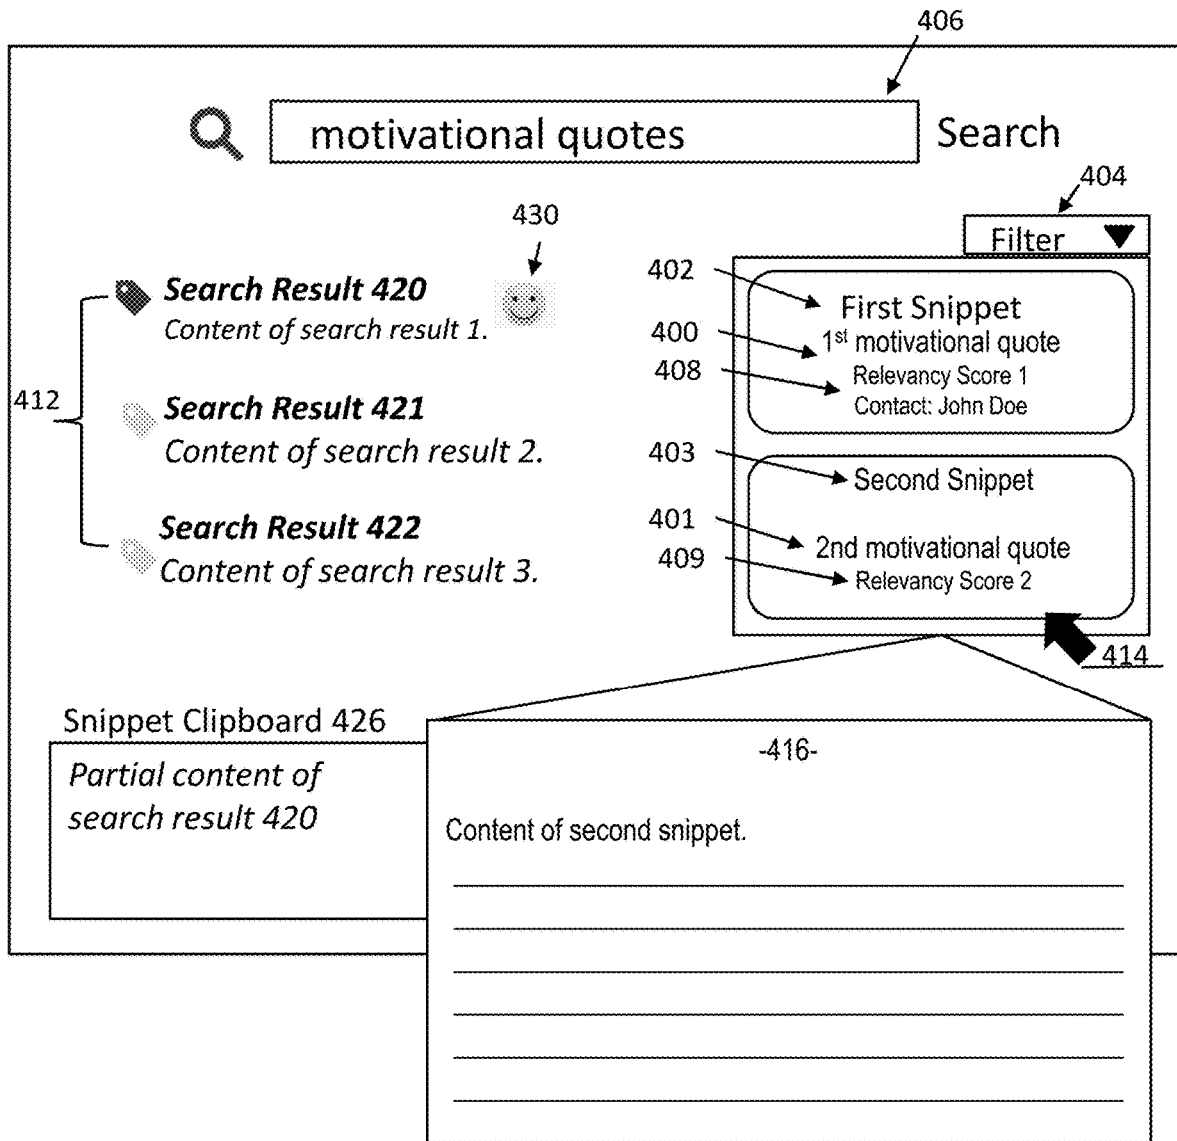 406
motivational quotes Search
404
Filter
430
402
Search Result 420
Content of search result 1.
First Snippet
400
1st motivational quote
408
Relevancy Score 1
Contact: John Doe
412
Search Result 421
Content of search result 2.
403
Second Snippet
Search Result 422
Content of search result 3.
401
2nd motivational quote
409
Relevancy Score 2
414
Snippet Clipboard 426
Partial content of
search result 420
-416-
Content of second snippet.